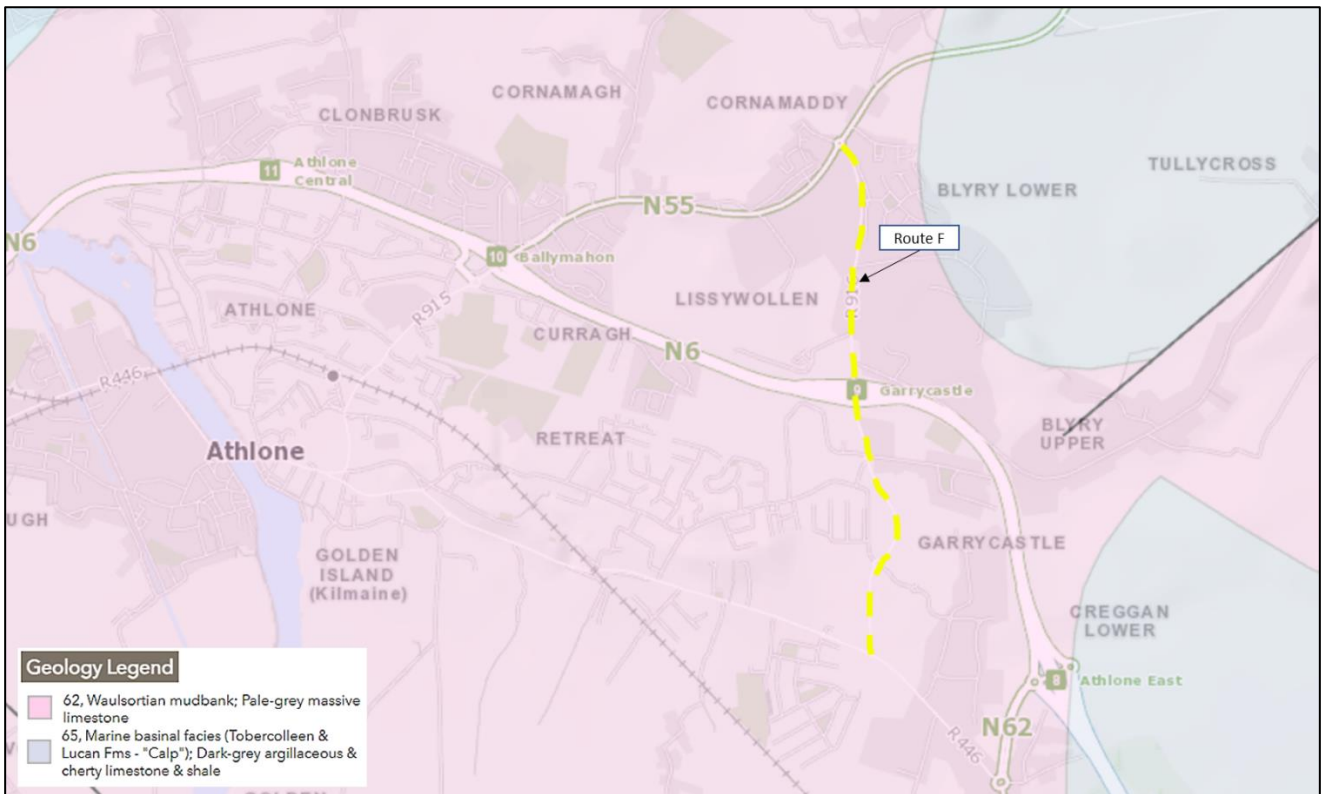 CORNAMAGH
CORNAMADDY
CLONBRUSK
TULLYCROSS
11 Athlone
Central
BLYRY LOWER
N55
N6
Route F
10 Ballymahon
ATHLONE
R915
LISSYWOLLEN
CURRAGH
N6
R446
9 Garrycastle
BLYRY
UPPER
RETREAT
Athlone
UGH
GARRYCASTLE
GOLDEN
ISLAND
(Kilmaine)
CREGGAN
LOWER
8 Athlone East
N62
R446
Geology Legend
62, Waulsortian mudbank; Pale-grey massive
limestone
65, Marine basinal facies (Tobercolleen &
Lucan Fms - "Calp"); Dark-grey argillaceous &
cherty limestone & shale